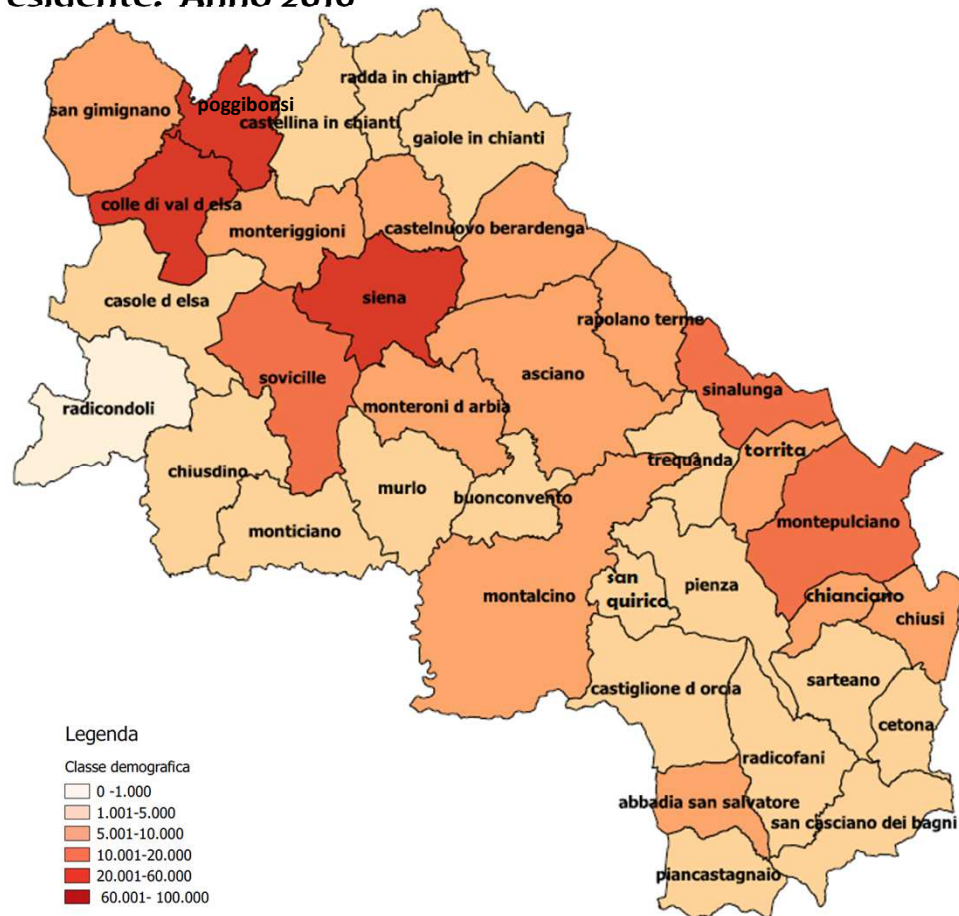 esidente. Anno 2016
san gimignano
poggibonsi
radda in chianti
castellina in chianti
gaiole in chianti
colle di val d elsa
monteriggioni
castelnuovo berardenga
casole d elsa
siena
rapolano terme
radicondoli
sovicille
asciano
sinalunga
monteroni d arbia
chiusdino
murlo
buonconvento
trequanda
torrita
monticiano
montepulciano
montalcino
san
quirico
pienza
chianciano
chiusi
castiglione d orcia
sarteano
cetona
radicofani
abbadia san salvatore
san casciano dei bagni
piancastagnaio
Legenda
Classe demografica
0 -1.000
1.001-5.000
5.001-10.000
10.001-20.000
20.001-60.000
60.001- 100.000